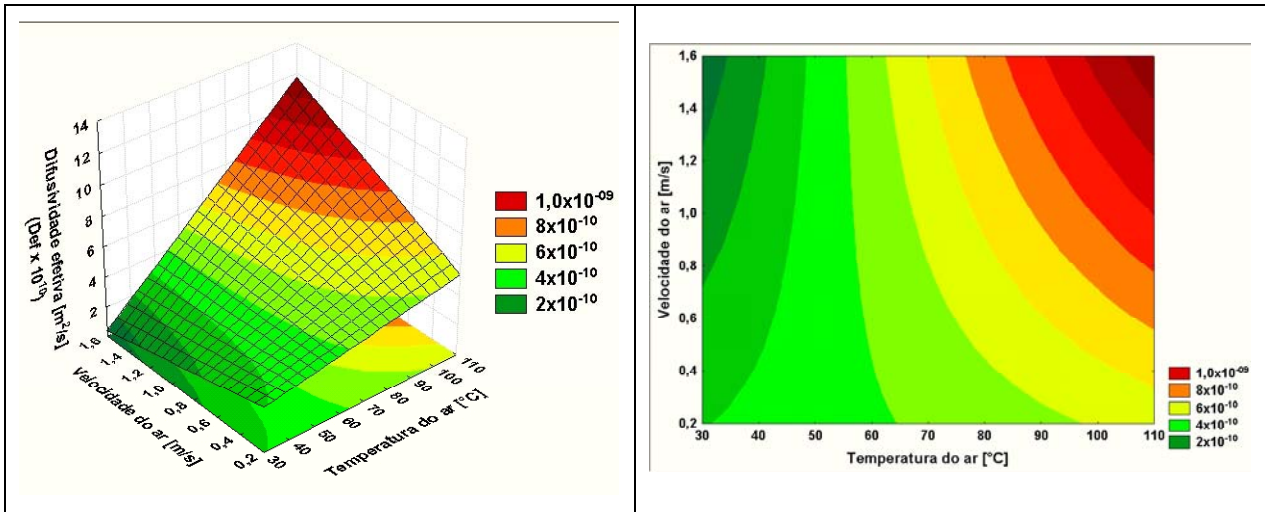 14
12
10
8
6
4
2
Difusividade efetiva [m²/s]
(Def x 10¹⁰)
1,6
1,4
1,2
1,0
0,8
0,6
0,4
0,2
Velocidade do ar [m/s]
30
40
50
60
70
80
90
100
110
Temperatura do ar [°C]
1,0x10⁻⁰⁹
8x10⁻¹⁰
6x10⁻¹⁰
4x10⁻¹⁰
2x10⁻¹⁰
1,6
1,4
1,2
1,0
0,8
0,6
0,4
0,2
Velocidade do ar [m/s]
30 40 50 60 70 80 90 100 110
Temperatura do ar [°C]
1,0x10⁻⁰⁹
8x10⁻¹⁰
6x10⁻¹⁰
4x10⁻¹⁰
2x10⁻¹⁰